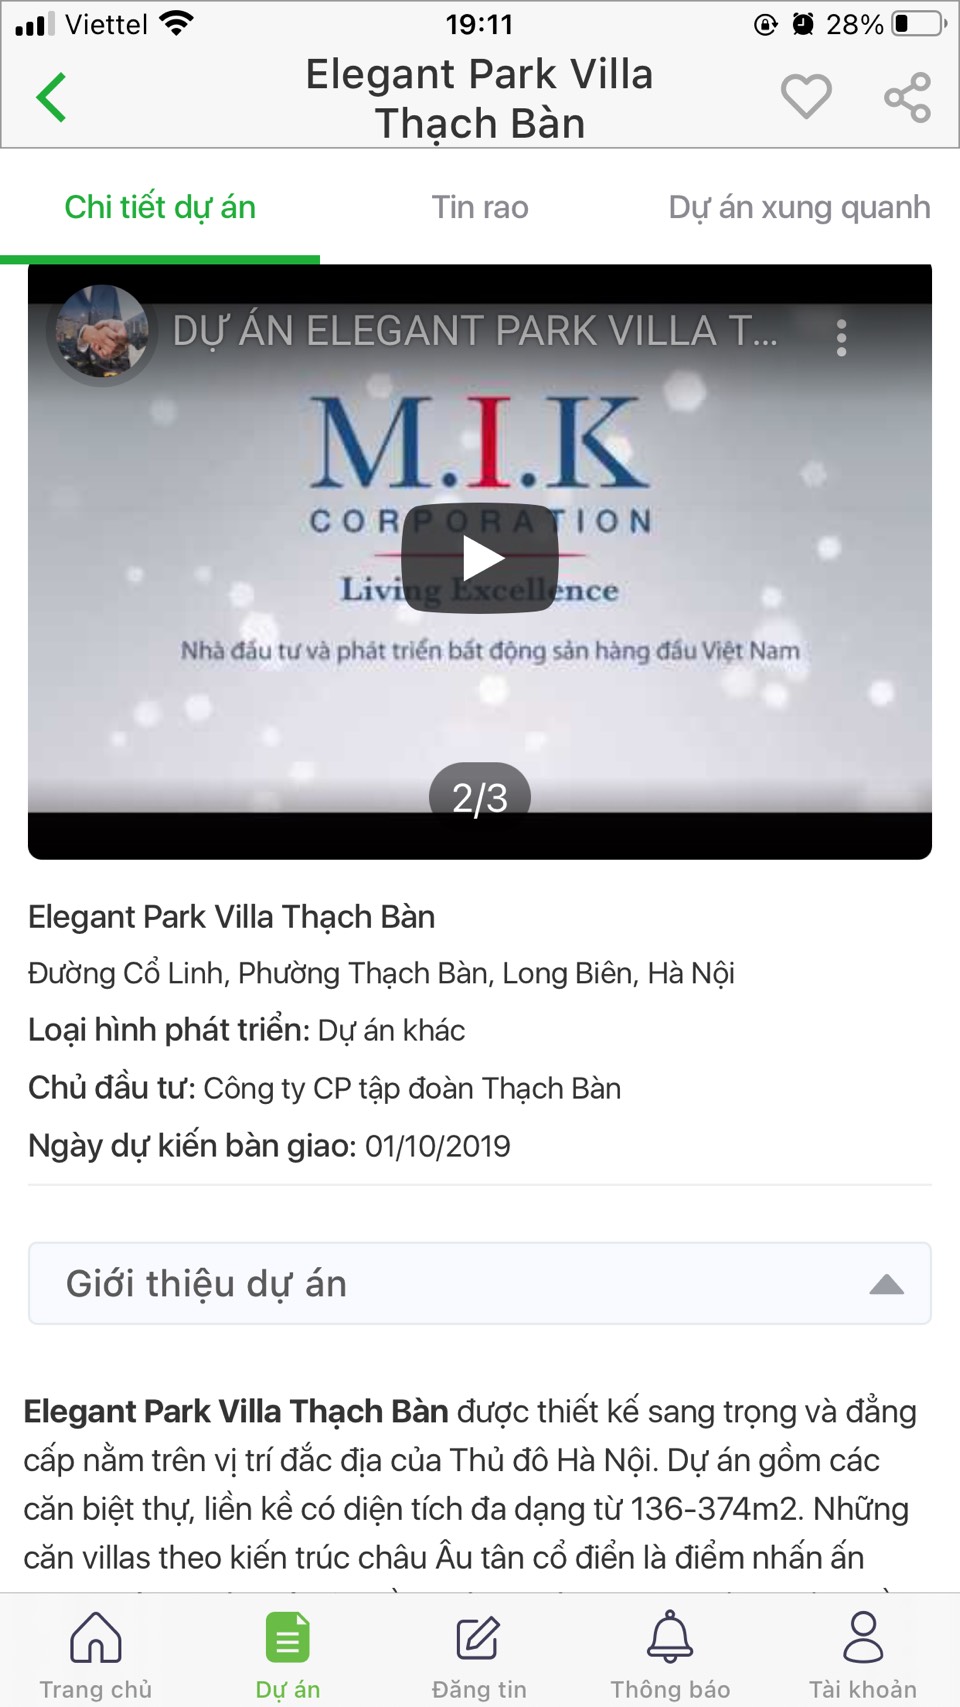 Viettel 19:11 28%
Elegant Park Villa
Thạch Bàn
Chi tiết dự án Tin rao Dự án xung quanh
DỰ ÁN ELEGANT PARK VILLA T...
M.I.K
CORPORATION
Living Excellence
Nhà đầu tư và phát triển bất động sản hàng đầu Việt Nam
2/3
Elegant Park Villa Thạch Bàn
Đường Cổ Linh, Phường Thạch Bàn, Long Biên, Hà Nội
Loại hình phát triển: Dự án khác
Chủ đầu tư: Công ty CP tập đoàn Thạch Bàn
Ngày dự kiến bàn giao: 01/10/2019
Giới thiệu dự án
Elegant Park Villa Thạch Bàn được thiết kế sang trọng và đẳng
cấp nằm trên vị trí đắc địa của Thủ đô Hà Nội. Dự án gồm các
căn biệt thự, liền kề có diện tích đa dạng từ 136-374m2. Những
căn villas theo kiến trúc châu Âu tân cổ điển là điểm nhấn ấn
Trang chủ Dự án Đăng tin Thông báo Tài khoản